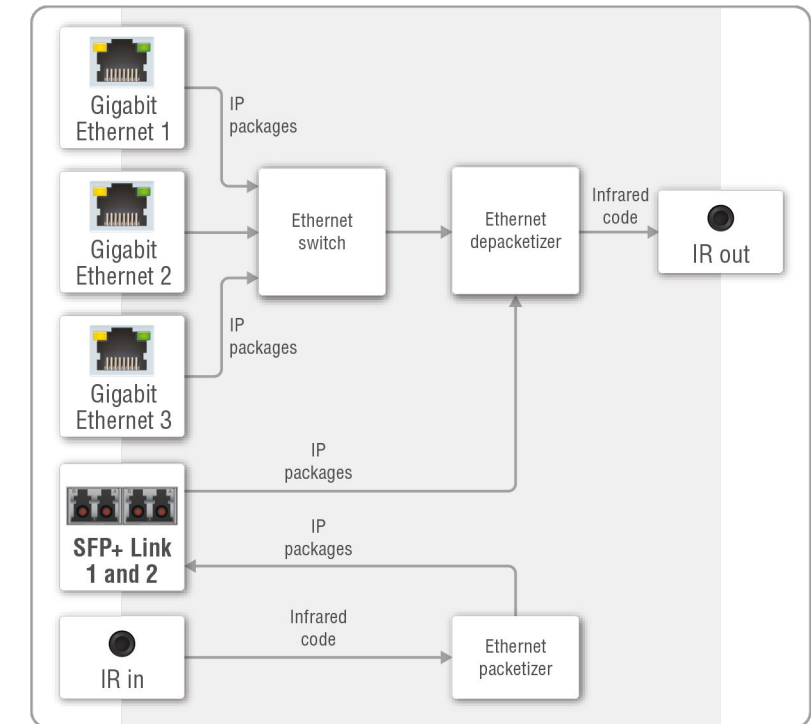 Gigabit
Ethernet 1
IP
packages
Gigabit
Ethernet 2
Ethernet
switch
Ethernet
depacketizer
Infrared
code
IR out
IP
packages
Gigabit
Ethernet 3
IP
packages
SFP+ Link
1 and 2
IP
packages
Infrared
code
IR in
Ethernet
packetizer